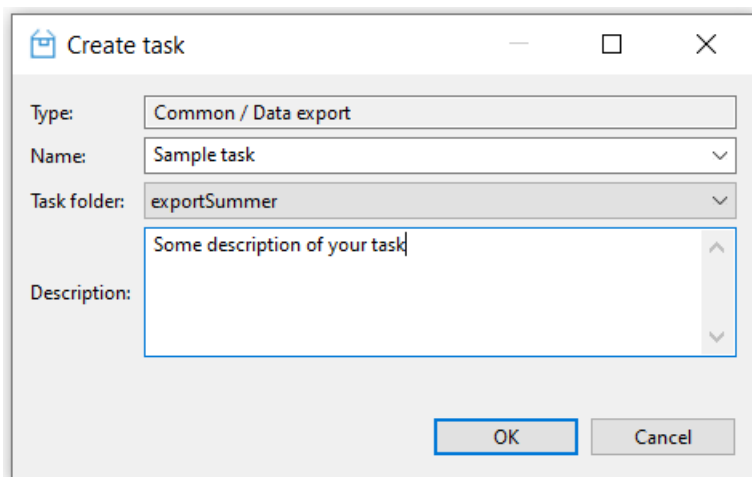 Create task
Type: Common / Data export
Name: Sample task
Task folder: exportSummer
Some description of your task
Description:
OK Cancel